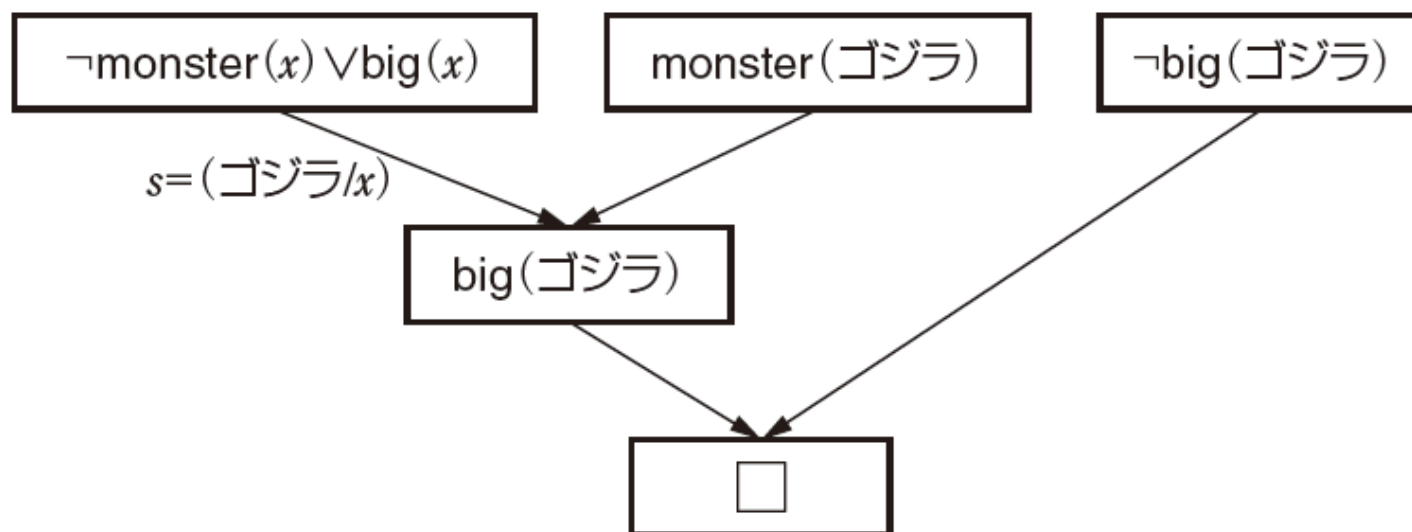 ¬monster(x)∨big(x)
monster(ゴジラ)
¬big(ゴジラ)
s=(ゴジラ/x)
big(ゴジラ)
□